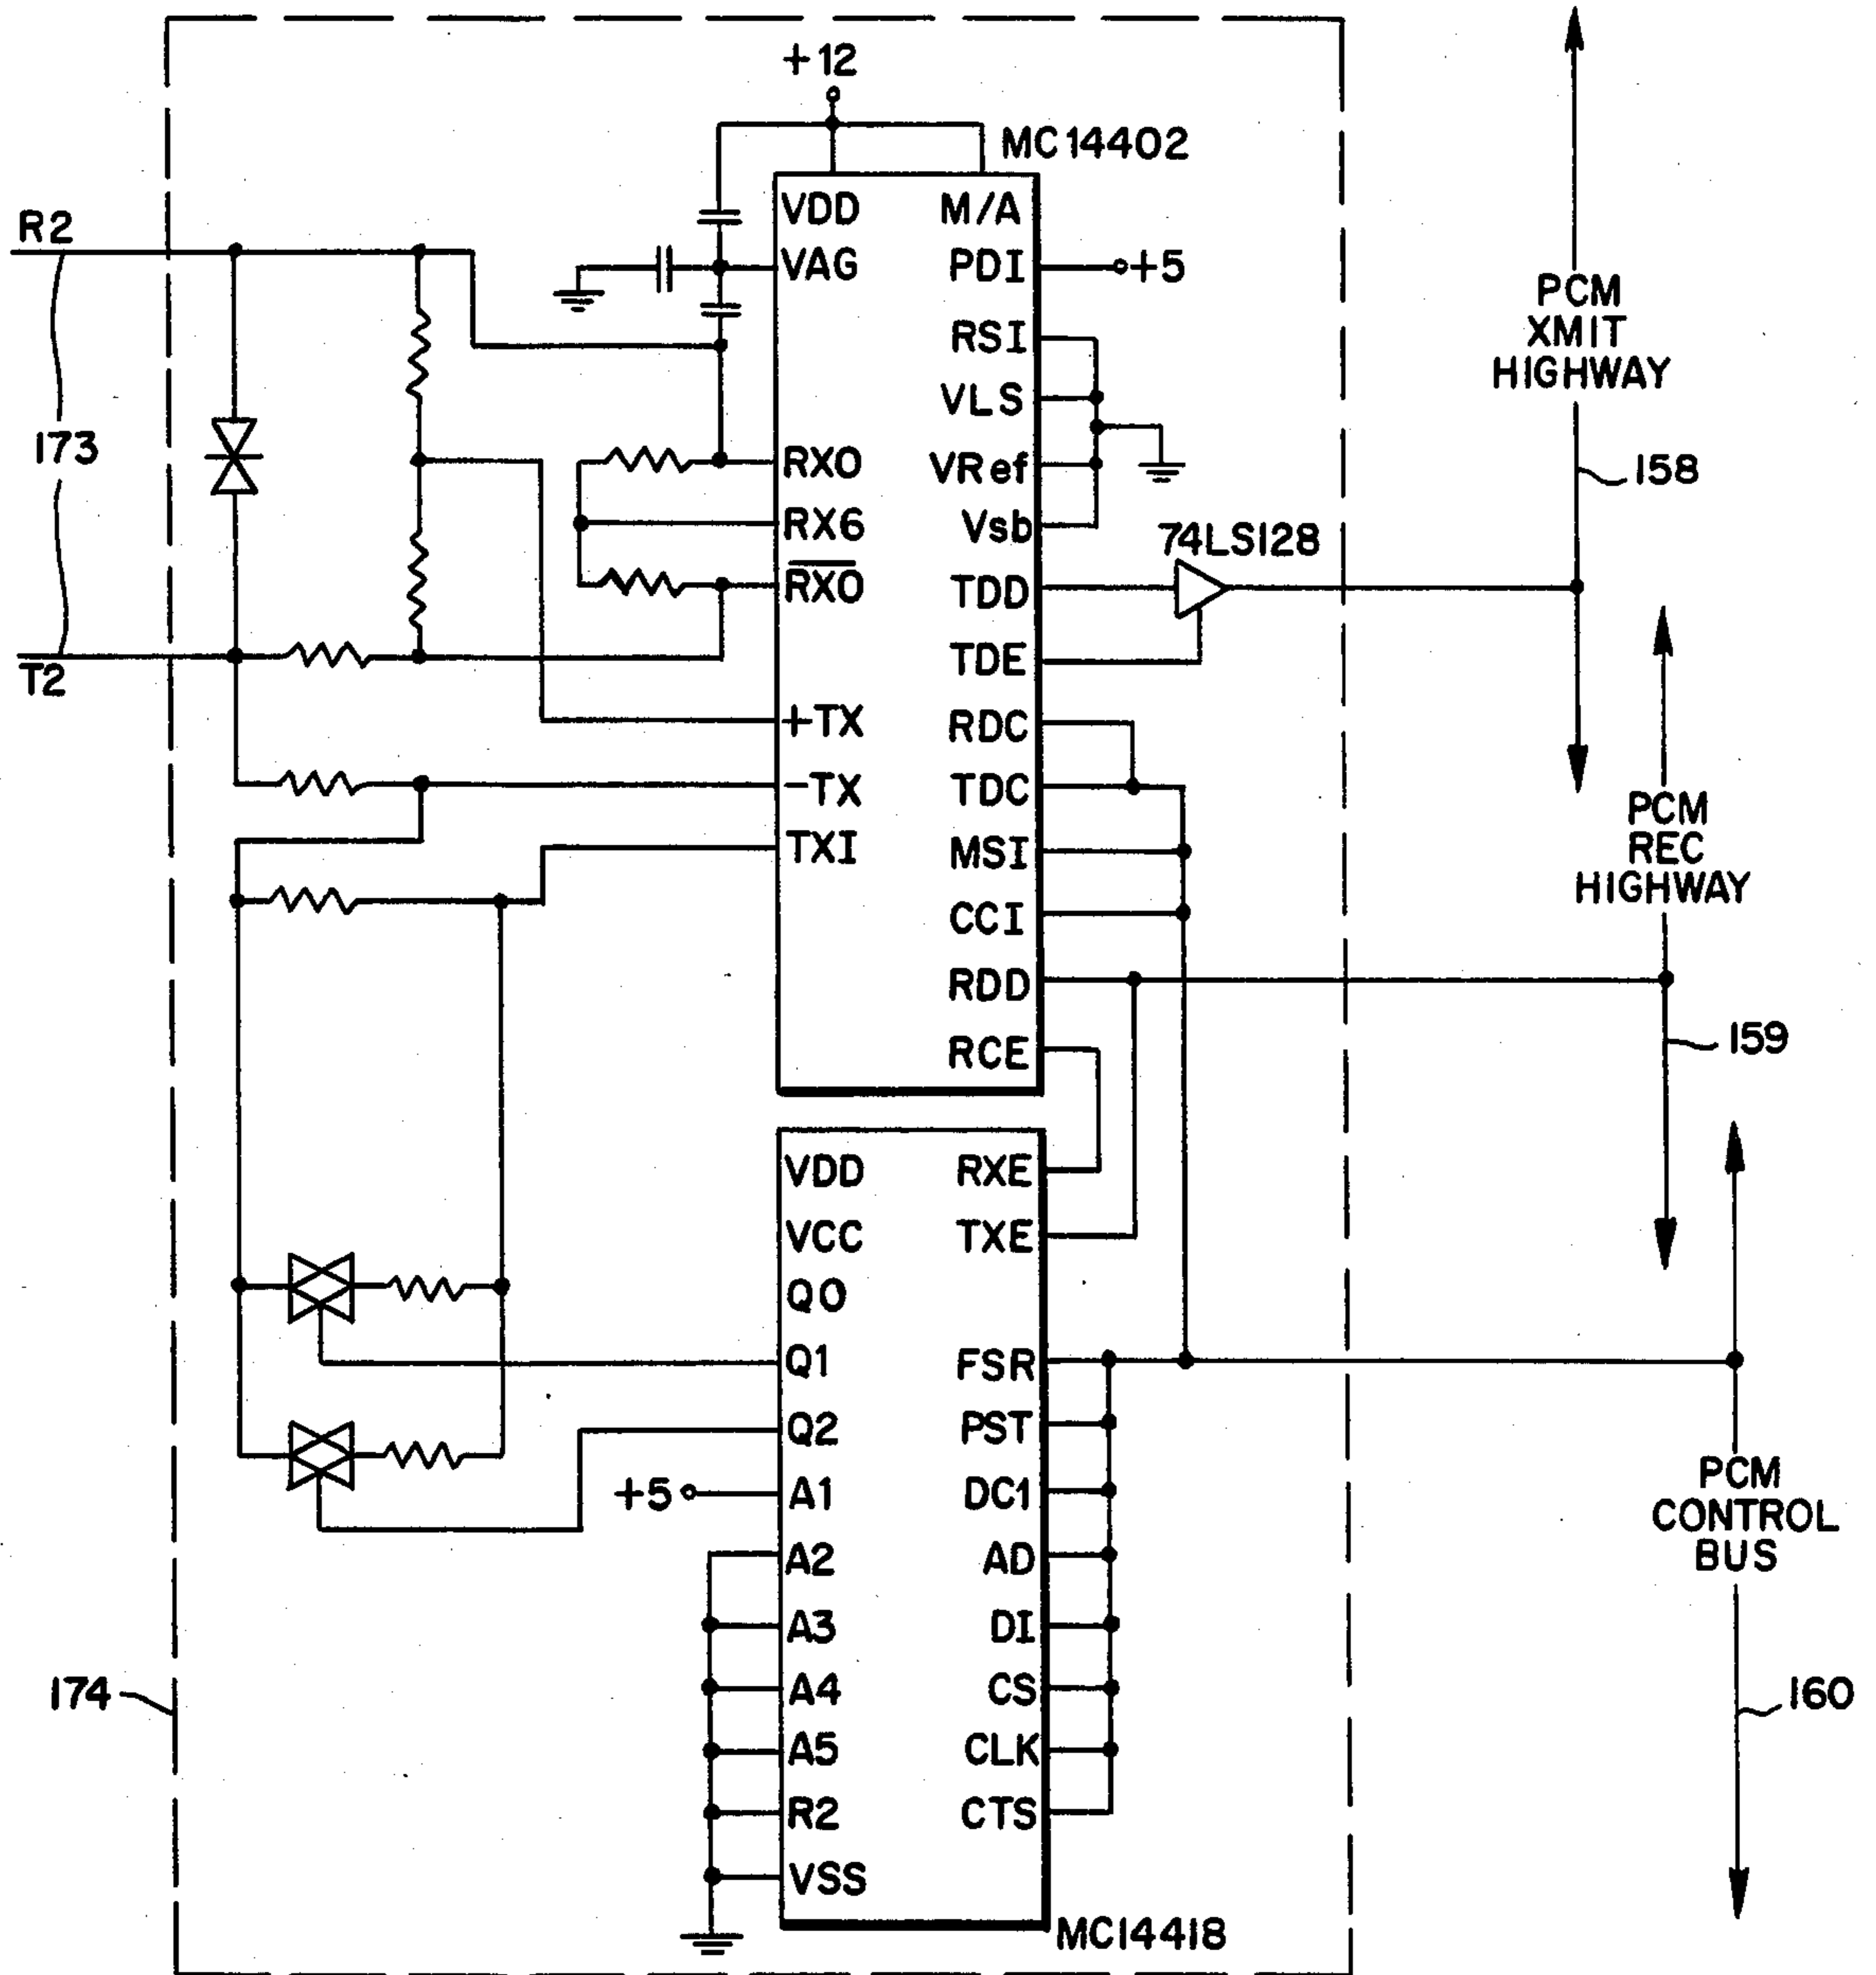 +12
MC14402
R2
173
T2
VDD
VAG
RX0
RX6
RX0
+TX
-TX
TXI
M/A
PDI
+5
RSI
VLS
VRef
Vsb
TDD
TDE
RDC
TDC
MSI
CCI
RDD
RCE
74LS128
PCM
XMIT
HIGHWAY
158
PCM
REC
HIGHWAY
159
VDD
VCC
Q0
Q1
Q2
+5
A1
A2
A3
A4
A5
R2
VSS
RXE
TXE
FSR
PST
DC1
AD
DI
CS
CLK
CTS
MC14418
PCM
CONTROL
BUS
160
174